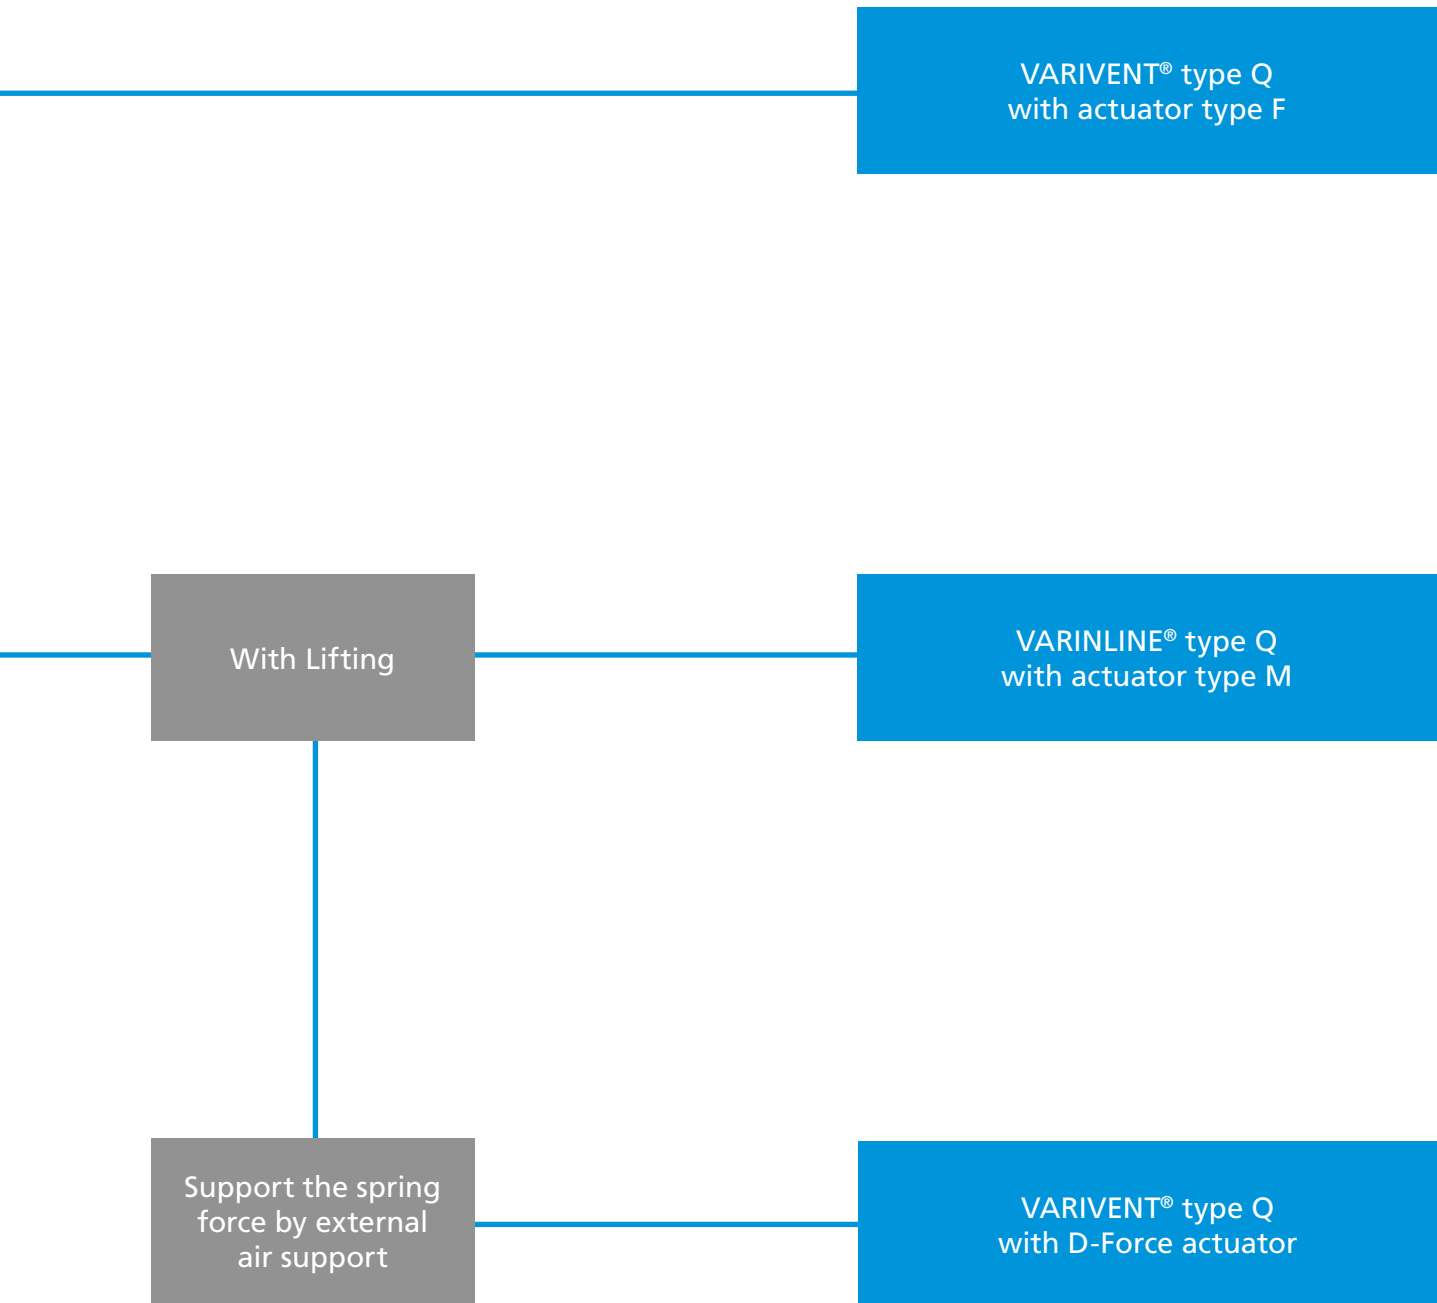 VARIVENT® type Q
with actuator type F
With Lifting
VARINLINE® type Q
with actuator type M
Support the spring
force by external
air support
VARIVENT® type Q
with D-Force actuator